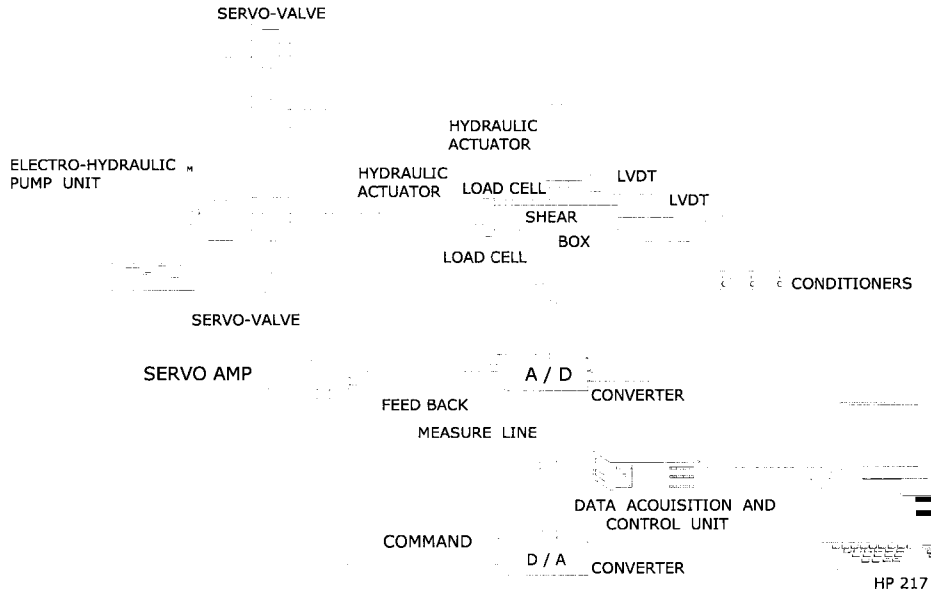 SERVO-VALVE
HYDRAULIC
ACTUATOR
ELECTRO-HYDRAULIC M
PUMP UNIT
HYDRAULIC
ACTUATOR
LOAD CELL
LVDT
LVDT
SHEAR
BOX
LOAD CELL
C C C CONDITIONERS
SERVO-VALVE
SERVO AMP
A / D
CONVERTER
FEED BACK
MEASURE LINE
DATA ACOUISITION AND
CONTROL UNIT
COMMAND
D / A
CONVERTER
HP 217